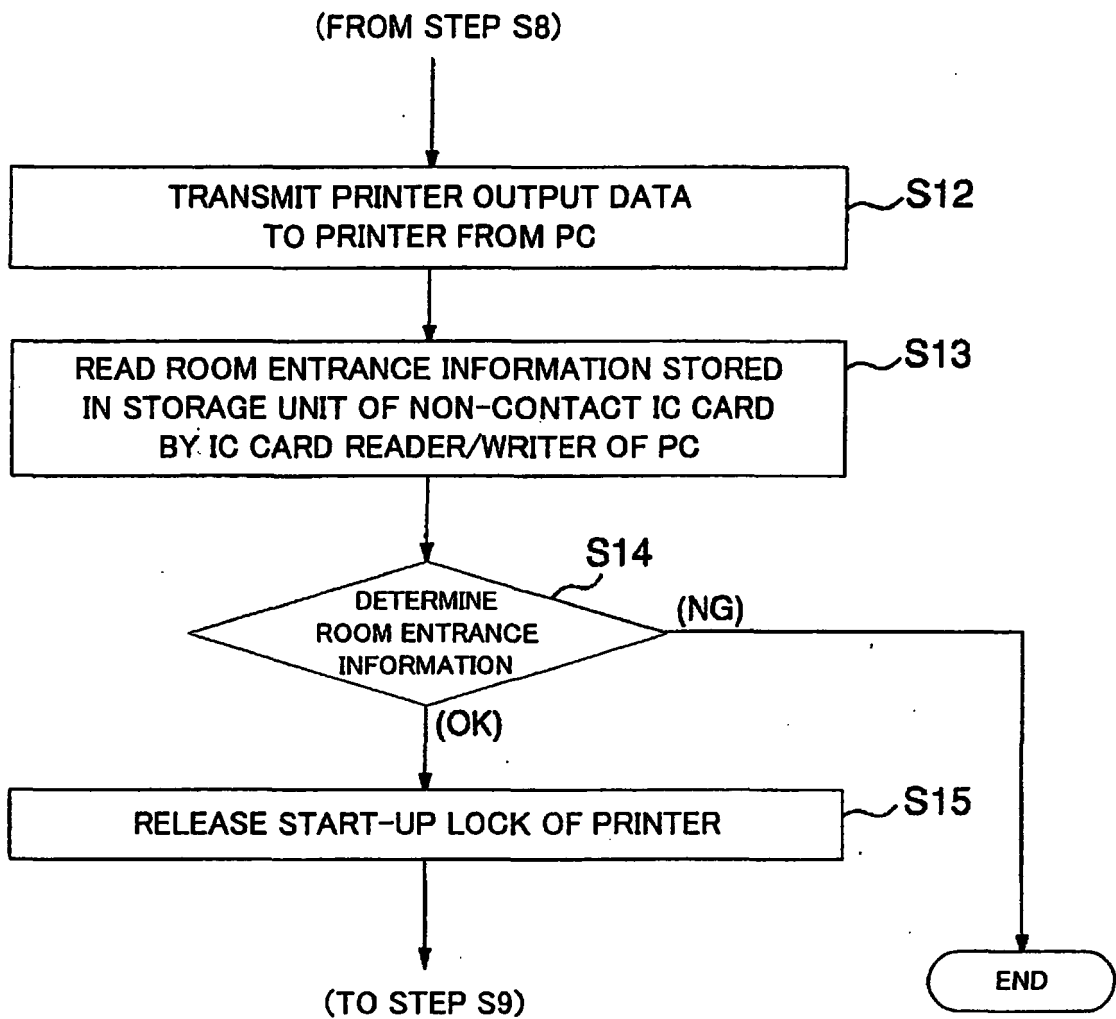 (FROM STEP S8)
TRANSMIT PRINTER OUTPUT DATA
TO PRINTER FROM PC
S12
READ ROOM ENTRANCE INFORMATION STORED
IN STORAGE UNIT OF NON-CONTACT IC CARD
BY IC CARD READER/WRITER OF PC
S13
S14
DETERMINE
ROOM ENTRANCE
INFORMATION
(NG)
(OK)
RELEASE START-UP LOCK OF PRINTER
S15
(TO STEP S9)
END